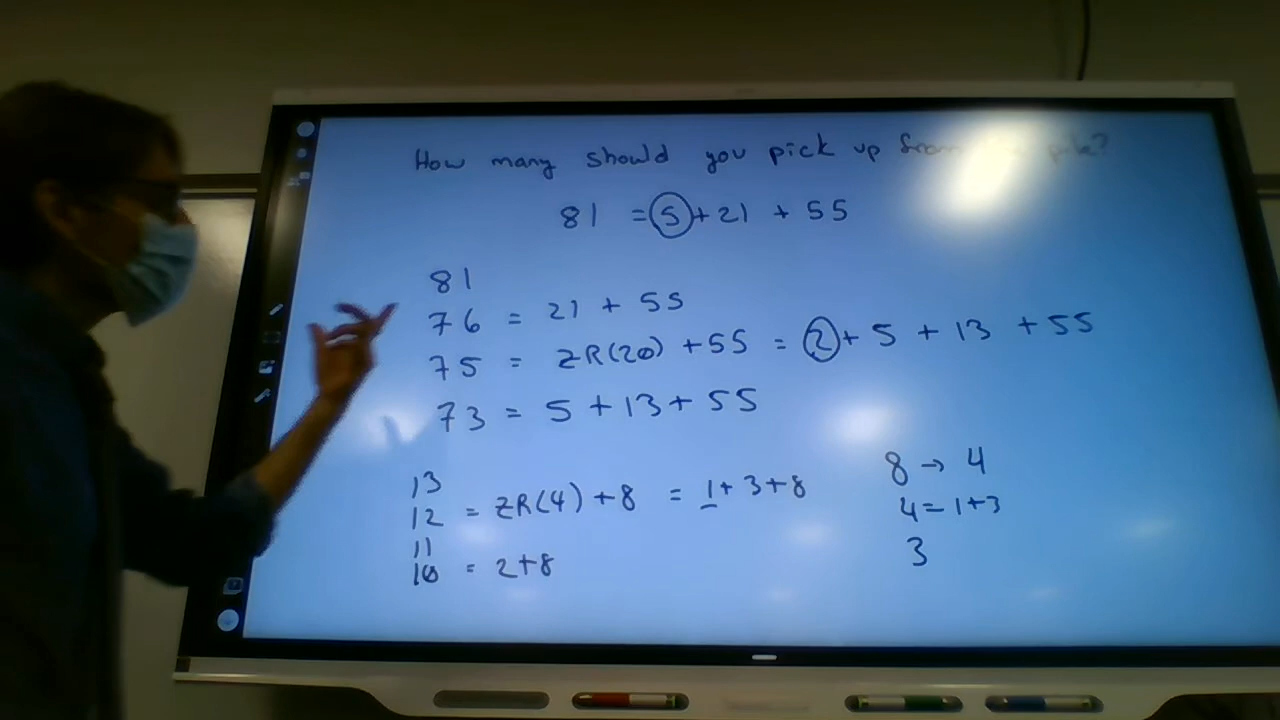 How many should you pick up from pile?
81 = 5 + 21 + 55
81
76 = 21 + 55
75 = ZR(20) + 55 = 2 + 5 + 13 + 55
73 = 5 + 13 + 55
13
12 = ZR(4) + 8 = 1 + 3 + 8
11
10 = 2 + 8
8 → 4
4 = 1 + 3
3